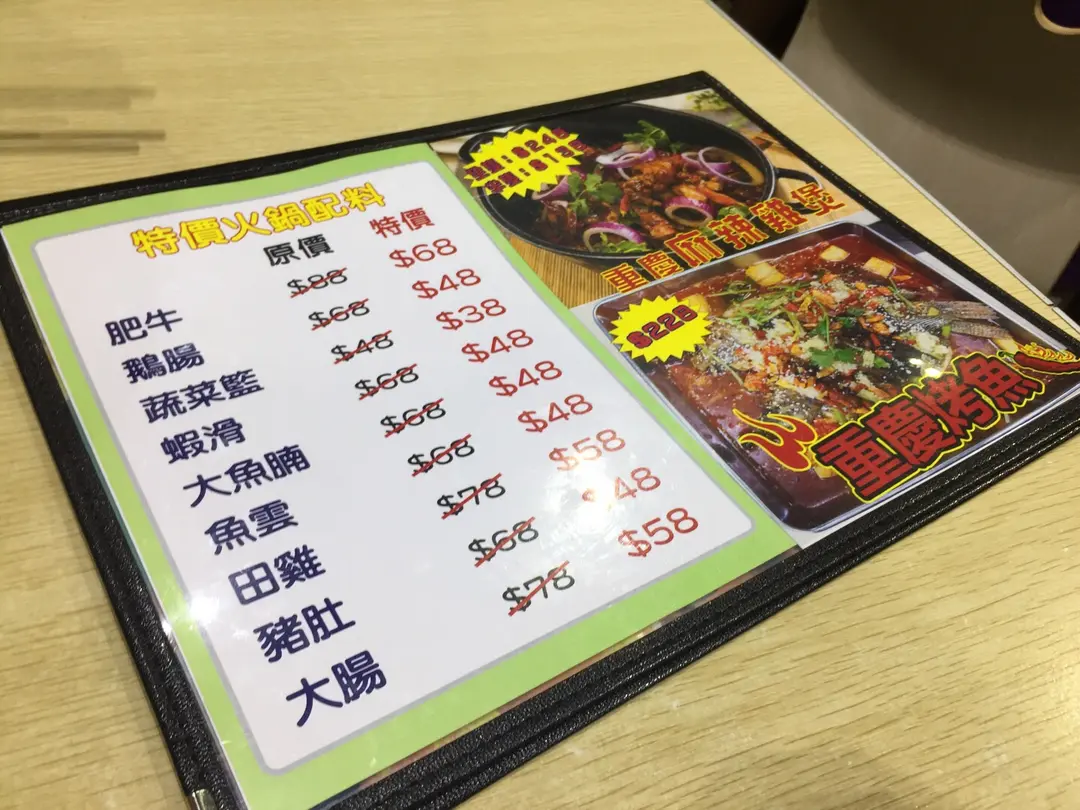 特價火鍋配料
原價 特價
肥牛 $88 $68
鵝腸 $68 $48
蔬菜籃 $48 $38
蝦滑 $68 $48
大魚腩 $68 $48
魚雲 $68 $48
田雞 $78 $58
豬肚 $68 $48
大腸 $78 $58
重慶麻辣雞煲
$225
重慶烤魚